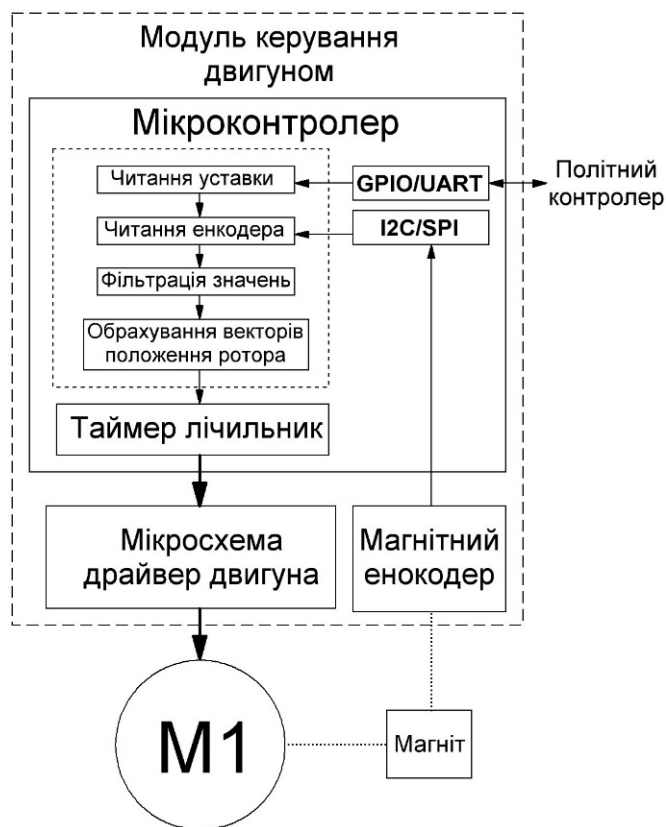 Модуль керування
двигуном
Мікроконтролер
Читання уставки
GPIO/UART
Політний
контролер
Читання енкодера
I2C/SPI
Фільтрація значень
Обрахування векторів
положення ротора
Таймер лічильник
Мікросхема
драйвер двигуна
Магнітний
енокодер
М1
Магніт